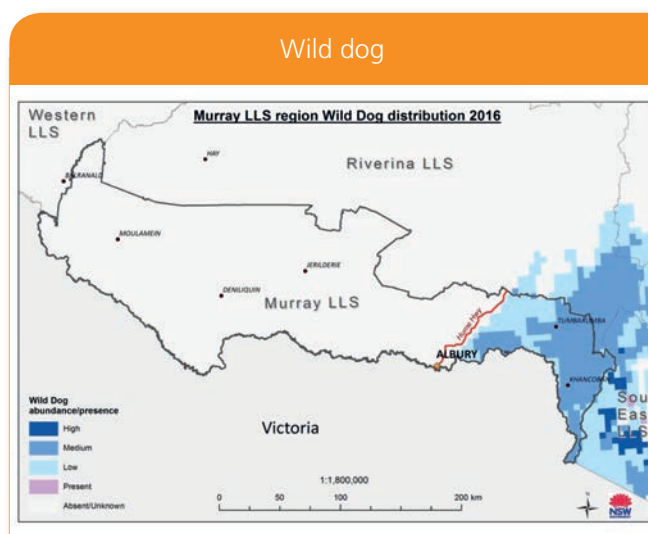 Wild dog
Murray LLS region Wild Dog distribution 2016
Western
LLS
HAY
Riverina LLS
BALRANALD
MOULAMEIN
JERILDERIE
DENILIQUIN
Murray LLS
Hume Hwy
TUMBARUMBA
ALBURY
KHANCOBAN
Sou
Eas
LLS
Wild Dog
abundance/presence
High
Medium
Low
Present
Absent/Unknown
Victoria
1:1,800,000
0 50 100 200 km
N
NSW